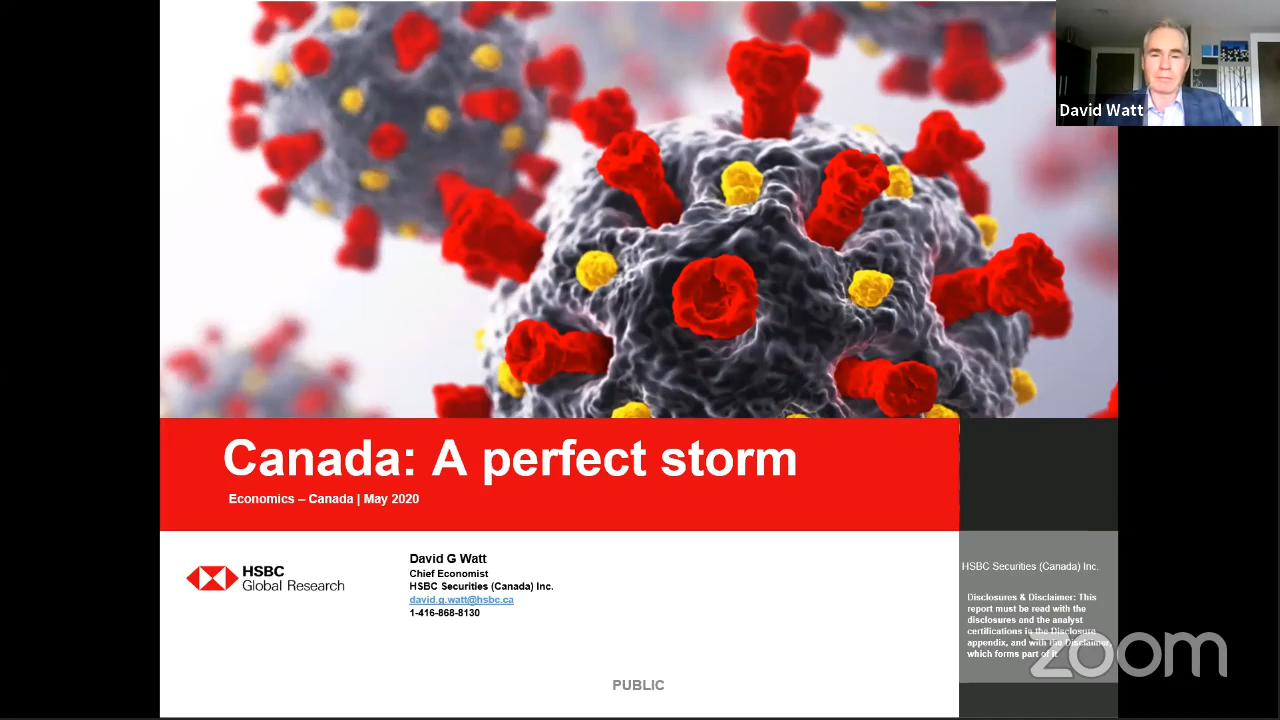 David Watt
Canada: A perfect storm
Economics – Canada | May 2020
HSBC
Global Research
David G Watt
Chief Economist
HSBC Securities (Canada) Inc.
david.g.watt@hsbc.ca
1-416-868-8130
HSBC Securities (Canada) Inc.
Disclosures & Disclaimer: This
report must be read with the
disclosures and the analyst
certifications in the Disclosure
appendix, and with the Disclaimer,
which forms part of it
zoom
PUBLIC